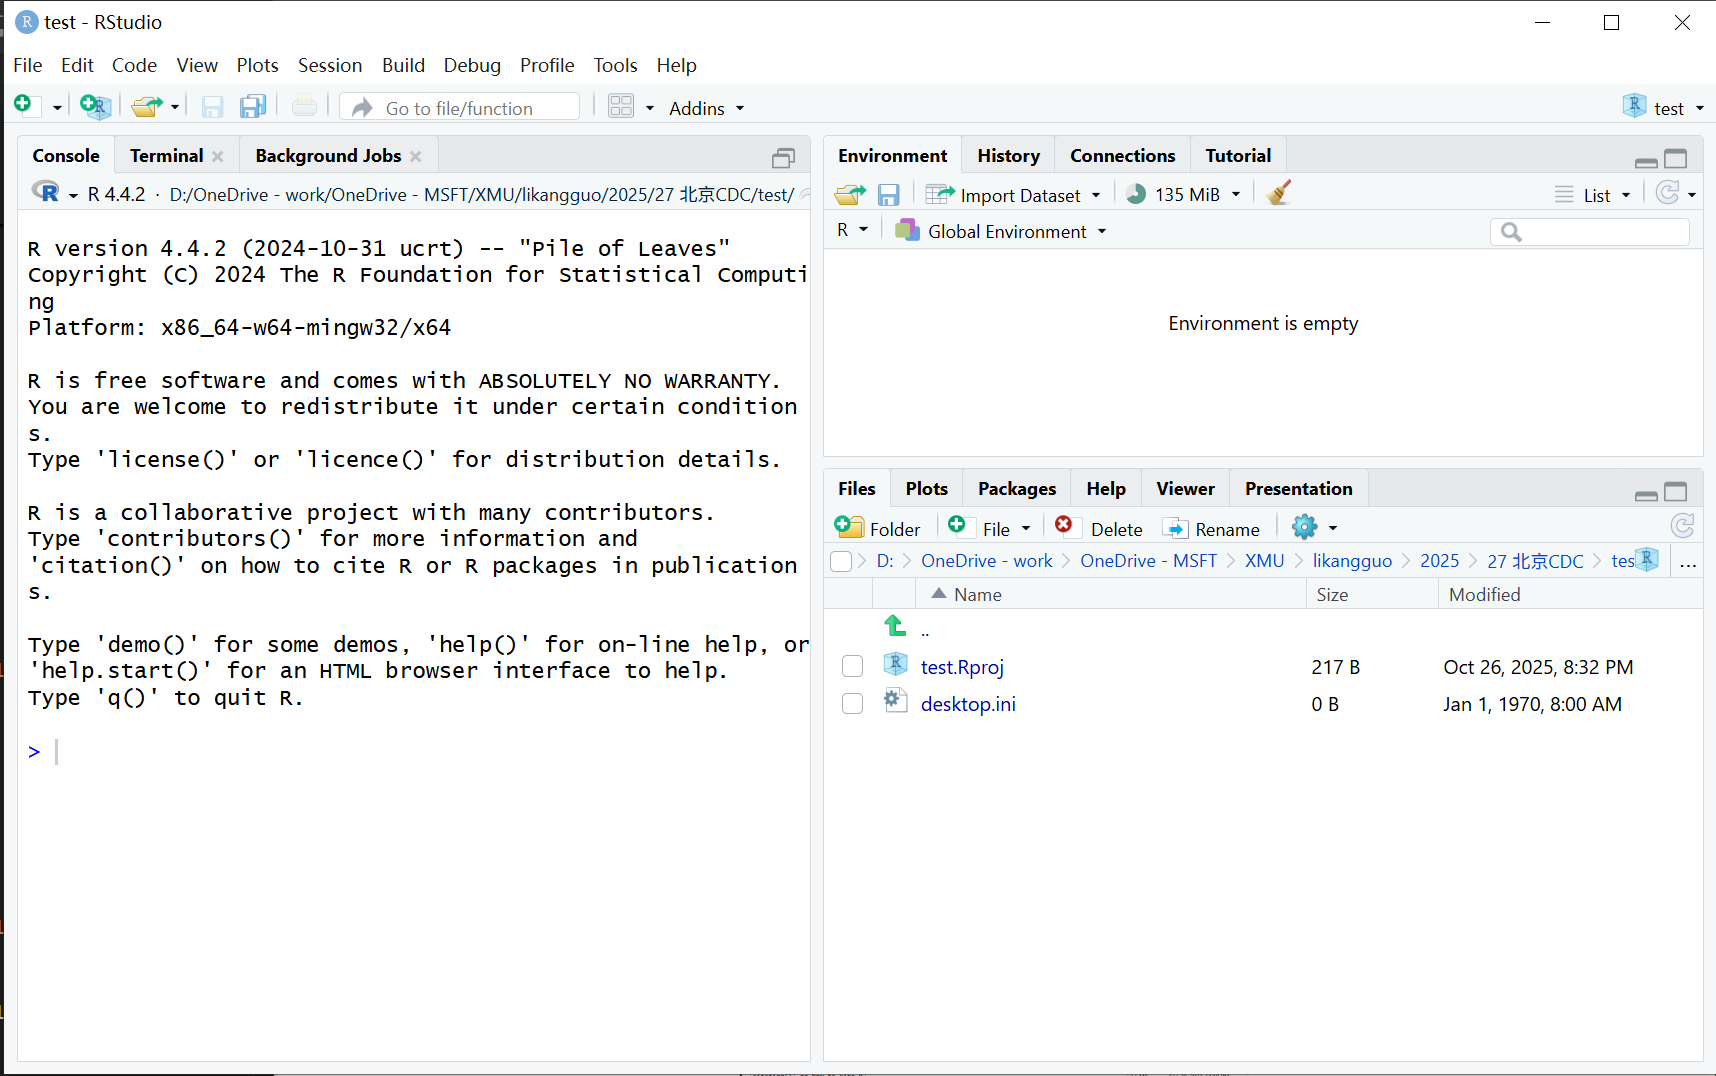 test - RStudio
File Edit Code View Plots Session Build Debug Profile Tools Help
Go to file/function Addins test
Console Terminal Background Jobs
R 4.4.2 · D:/OneDrive - work/OneDrive - MSFT/XMU/likangguo/2025/27 北京CDC/test/
R version 4.4.2 (2024-10-31 ucrt) -- "Pile of Leaves"
Copyright (C) 2024 The R Foundation for Statistical Computi
ng
Platform: x86_64-w64-mingw32/x64
R is free software and comes with ABSOLUTELY NO WARRANTY.
You are welcome to redistribute it under certain condition
s.
Type 'license()' or 'licence()' for distribution details.
R is a collaborative project with many contributors.
Type 'contributors()' for more information and
'citation()' on how to cite R or R packages in publication
s.
Type 'demo()' for some demos, 'help()' for on-line help, or
'help.start()' for an HTML browser interface to help.
Type 'q()' to quit R.
>
Environment History Connections Tutorial
Import Dataset 135 MiB List
R Global Environment
Environment is empty
Files Plots Packages Help Viewer Presentation
Folder File Delete Rename
D: OneDrive - work OneDrive - MSFT XMU likangguo 2025 27 北京CDC tes ...
Name Size Modified
..
test.Rproj 217 B Oct 26, 2025, 8:32 PM
desktop.ini 0 B Jan 1, 1970, 8:00 AM